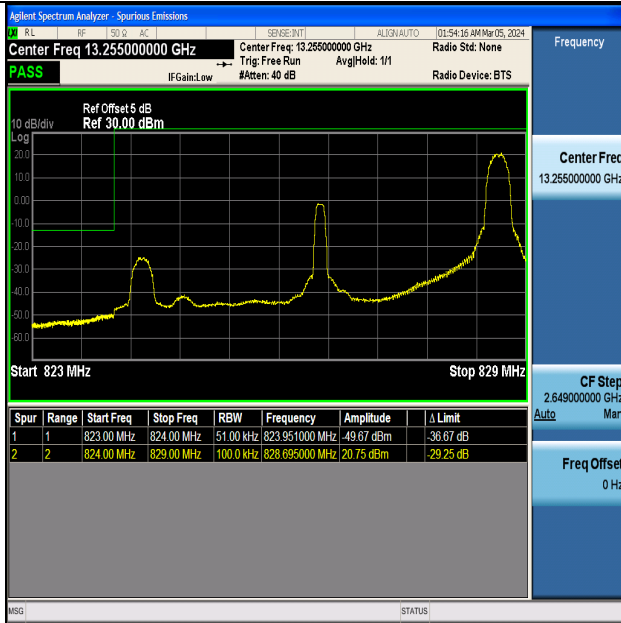 Agilent Spectrum Analyzer - Spurious Emissions
RL RF 50 Ω AC SENSE:INT ALIGN AUTO 01:54:16 AM Mar 05, 2024
Center Freq 13.255000000 GHz
Center Freq: 13.255000000 GHz
Radio Std: None
Trig: Free Run Avg|Hold: 1/1
PASS
IFGain:Low
#Atten: 40 dB
Radio Device: BTS
Ref Offset 5 dB
10 dB/div Ref 30.00 dBm
Log
20.0
10.0
0.00
-10.0
-20.0
-30.0
-40.0
-50.0
-60.0
Start 823 MHz Stop 829 MHz
Spur Range Start Freq Stop Freq RBW Frequency Amplitude Δ Limit
1 1 823.00 MHz 824.00 MHz 51.00 kHz 823.951000 MHz -49.67 dBm -36.67 dB
2 2 824.00 MHz 829.00 MHz 100.0 kHz 828.695000 MHz 20.75 dBm -29.25 dB
MSG STATUS
Frequency
Center Freq
13.255000000 GHz
CF Step
2.649000000 GHz
Auto Man
Freq Offset
0 Hz